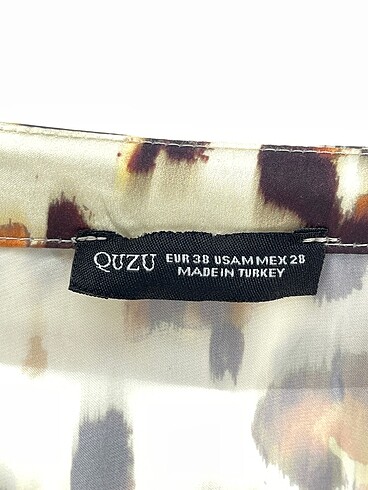 QUZU
EUR 38 USAM MEX 28
MADE IN TURKEY